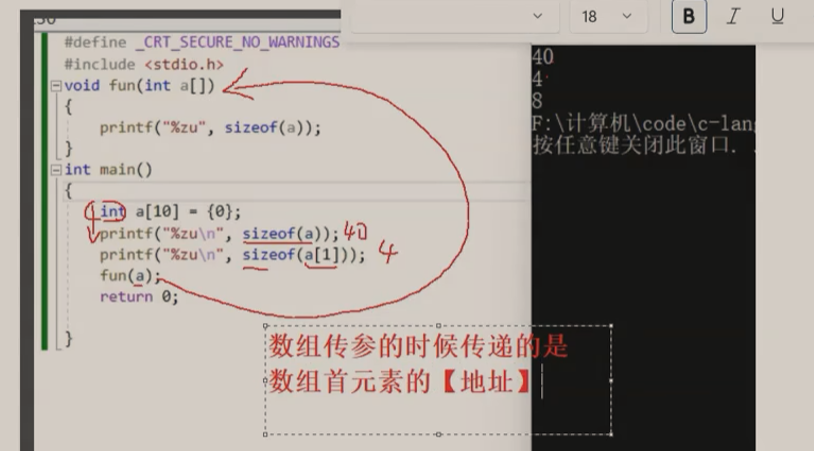 18 B I U
#define _CRT_SECURE_NO_WARNINGS
#include <stdio.h>
void fun(int a[])
{
printf("%zu", sizeof(a));
}
int main()
{
int a[10] = {0};
printf("%zu\n", sizeof(a)); 40
printf("%zu\n", sizeof(a[1])); 4
fun(a);
return 0;
}
数组传参的时候传递的是
数组首元素的【地址】
40
4
8
F:\计算机\code\c-lan
按任意键关闭此窗口. .